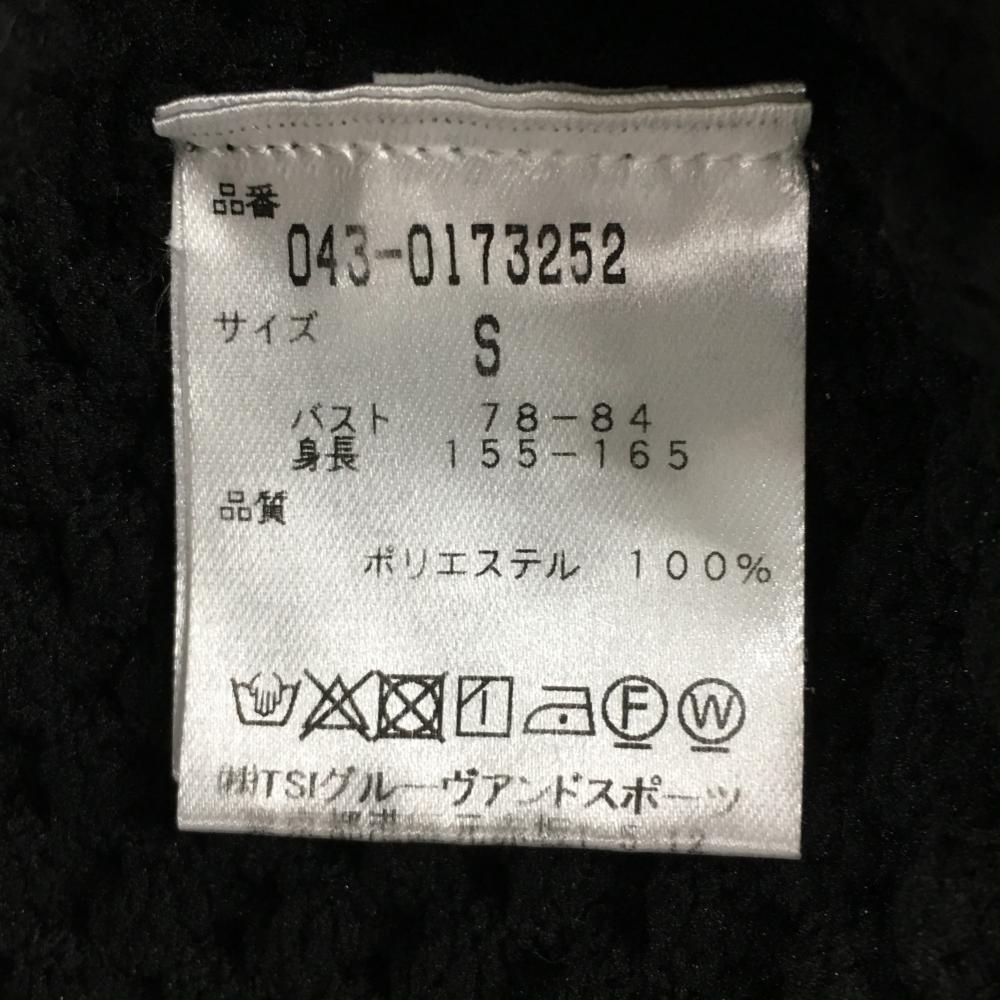 品番
043-0173252
サイズ S
バスト 78-84
身長 155-165
品質
ポリエステル 100%
F W
㈱TSIグルーヴアンドスポーツ